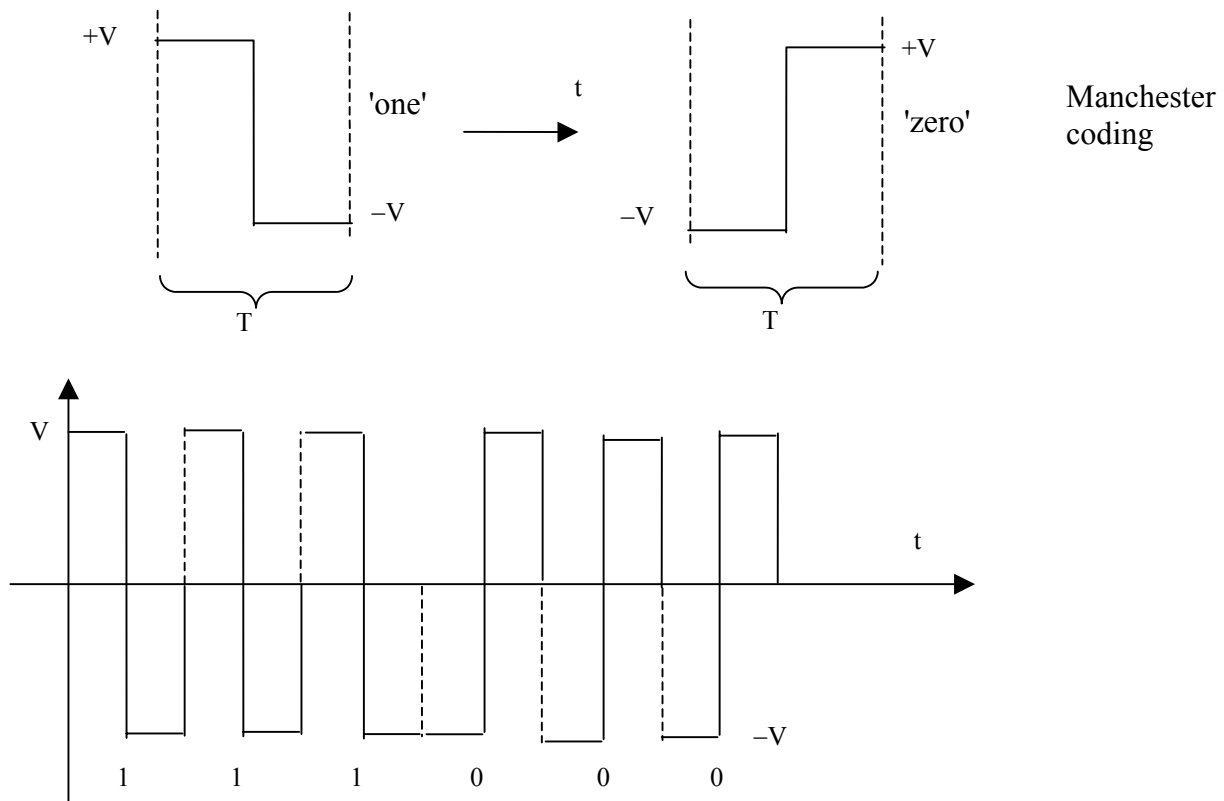 +V
'one'
–V
T
t
+V
'zero'
–V
T
Manchester
coding
V
t
–V
1 1 1 0 0 0